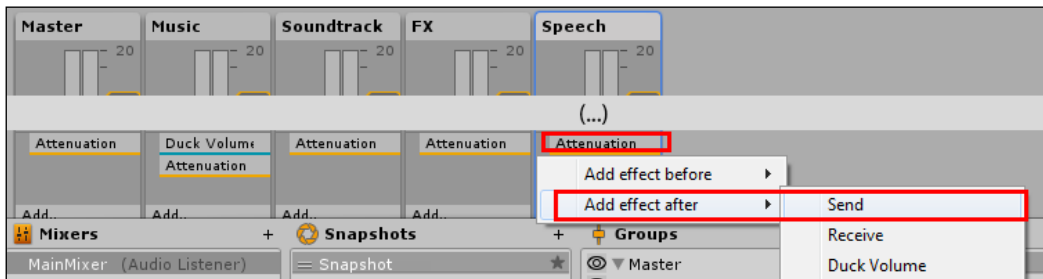 Master Music Soundtrack FX Speech
20 20 20 20 20
(...)
Attenuation Duck Volume Attenuation Attenuation Attenuation
Attenuation
Add effect before
Add effect after Send
Add.. Add.. Add.. Add..
Mixers + Snapshots + Groups Receive
MainMixer (Audio Listener) = Snapshot Master Duck Volume